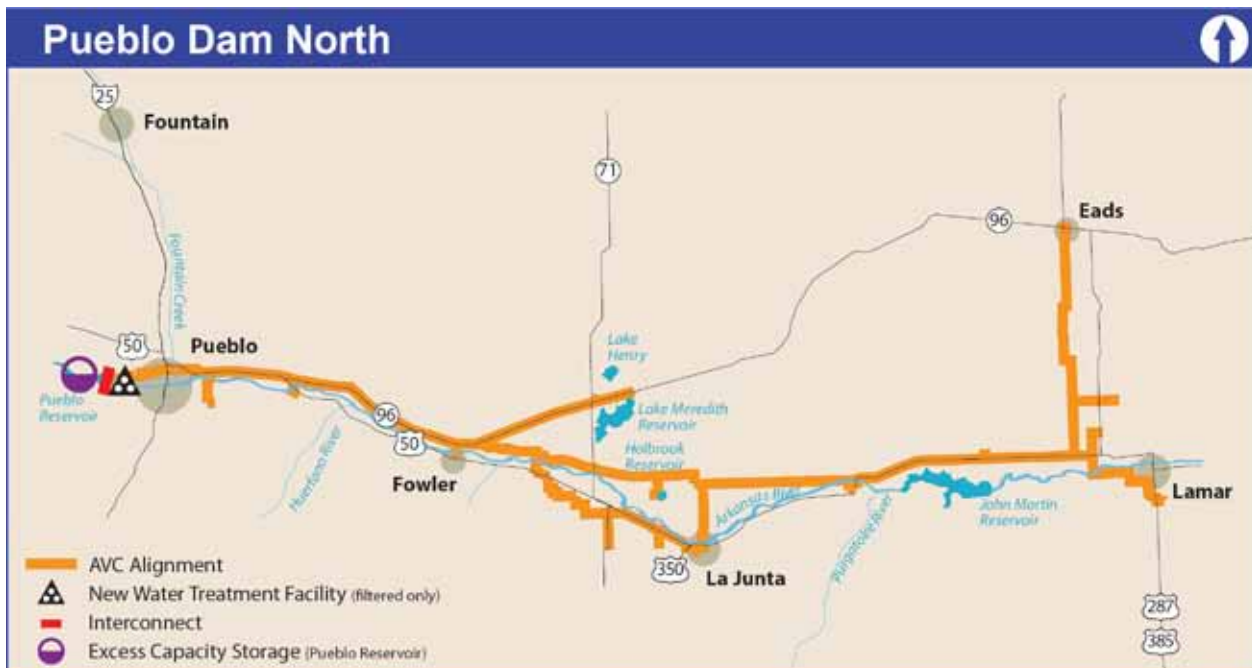 Pueblo Dam North
25
Fountain
71
96
Eads
Fountain Creek
50
Pueblo
Lake
Henry
Pueblo
Reservoir
96
Lake Meredith
Reservoir
50
Huerfano River
Holbrook
Reservoir
Fowler
Arkansas River
Purgatoire River
John Martin
Reservoir
Lamar
350
La Junta
AVC Alignment
New Water Treatment Facility (filtered only)
Interconnect
Excess Capacity Storage (Pueblo Reservoir)
287
385